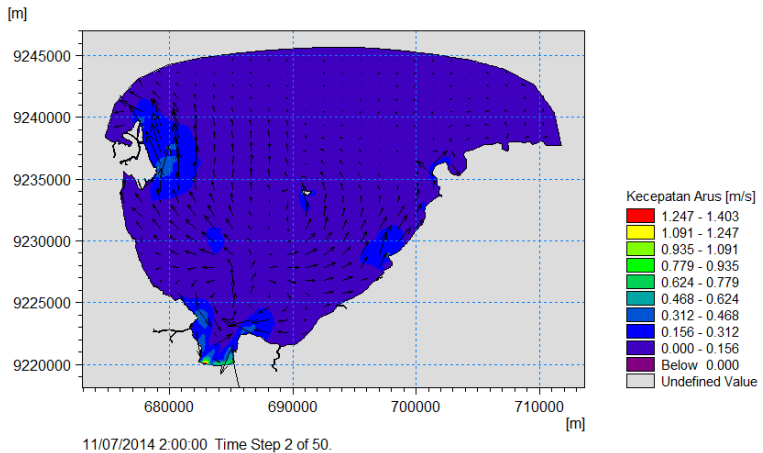 [m]
9245000
9240000
9235000
9230000
9225000
9220000
680000 690000 700000 710000
[m]
11/07/2014 2:00:00 Time Step 2 of 50.
Kecepatan Arus [m/s]
1.247 - 1.403
1.091 - 1.247
0.935 - 1.091
0.779 - 0.935
0.624 - 0.779
0.468 - 0.624
0.312 - 0.468
0.156 - 0.312
0.000 - 0.156
Below 0.000
Undefined Value